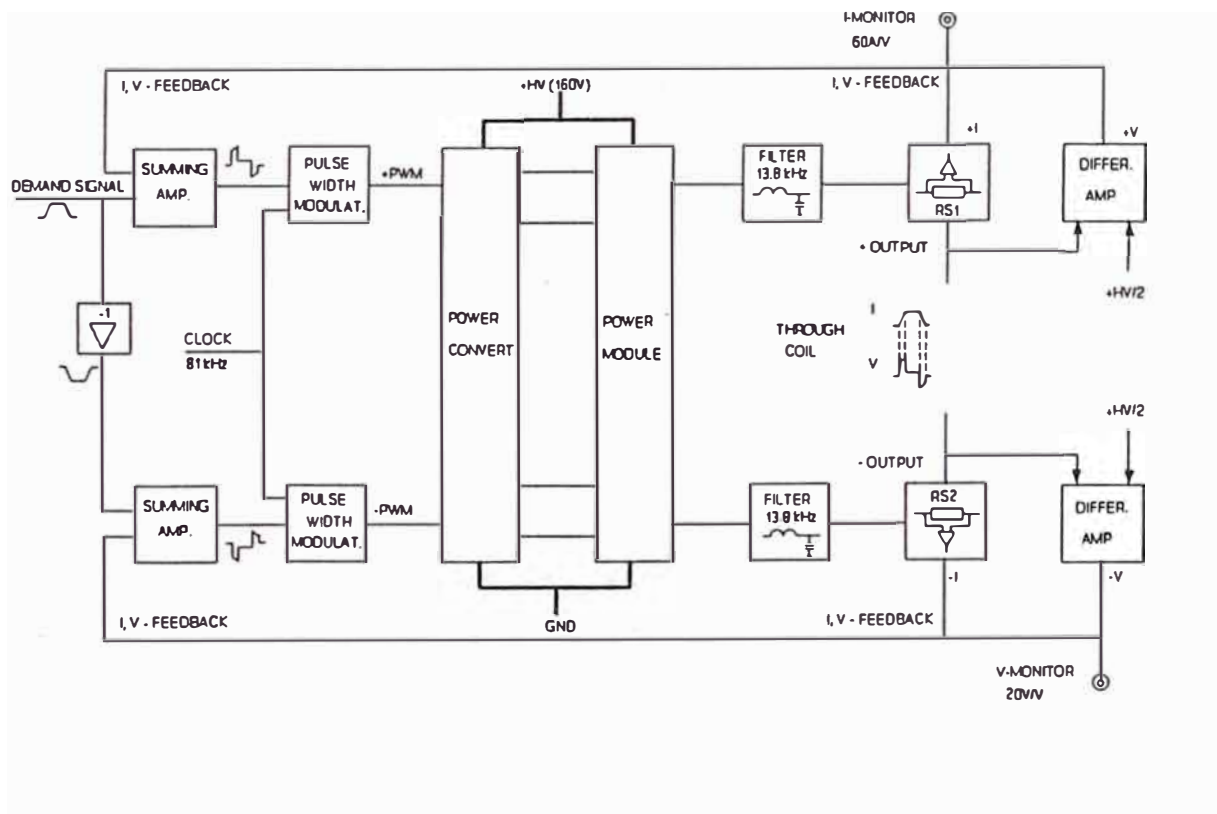 I-MONITOR
60A/V
I, V - FEEDBACK
+HV (160V)
I, V - FEEDBACK
+I
+V
SUMMING
AMP.
PULSE
WIDTH
MODULAT.
+PWM
FILTER
13.8 kHz
RS1
DIFFER.
AMP
DEMAND SIGNAL
+ OUTPUT
+HV/2
-1
CLOCK
81 kHz
POWER
CONVERT
POWER
MODULE
THROUGH
COIL
I
V
+HV/2
- OUTPUT
SUMMING
AMP.
PULSE
WIDTH
MODULAT.
-PWM
FILTER
13.8 kHz
RS2
DIFFER.
AMP
-I
-V
I, V - FEEDBACK
GND
I, V - FEEDBACK
V-MONITOR
20V/V